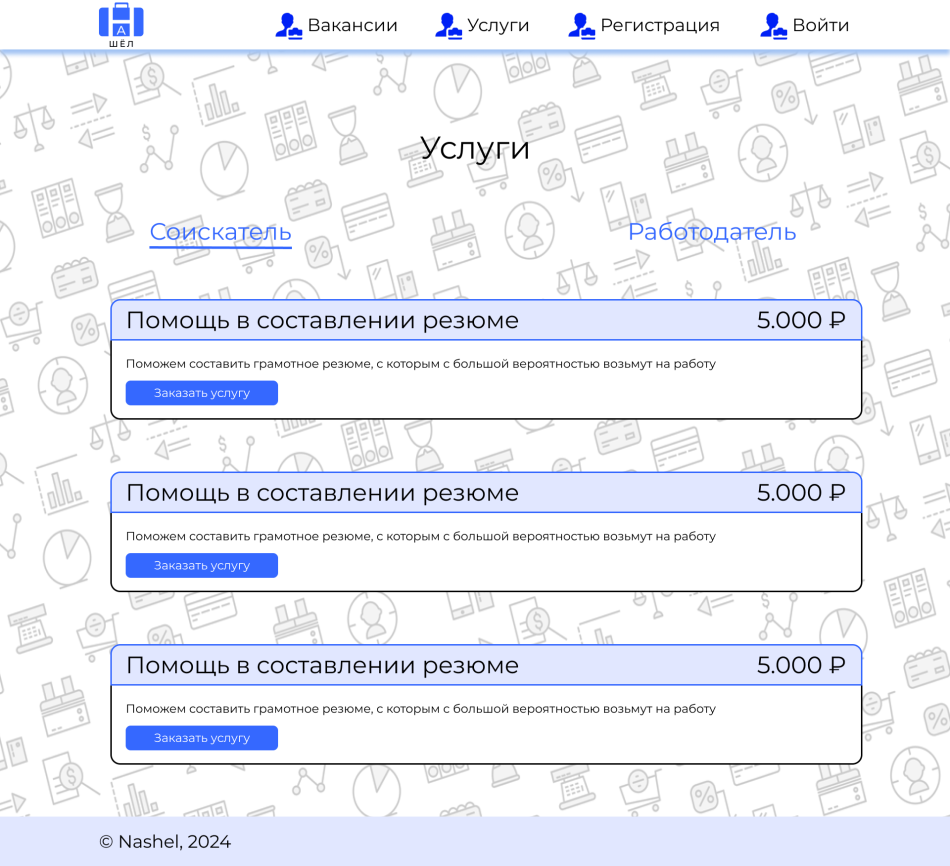 НА
ШЁЛ
Вакансии Услуги Регистрация Войти
Услуги
Соискатель Работодатель
Помощь в составлении резюме 5.000 ₽
Поможем составить грамотное резюме, с которым с большой вероятностью возьмут на работу
Заказать услугу
Помощь в составлении резюме 5.000 ₽
Поможем составить грамотное резюме, с которым с большой вероятностью возьмут на работу
Заказать услугу
Помощь в составлении резюме 5.000 ₽
Поможем составить грамотное резюме, с которым с большой вероятностью возьмут на работу
Заказать услугу
© Nashel, 2024